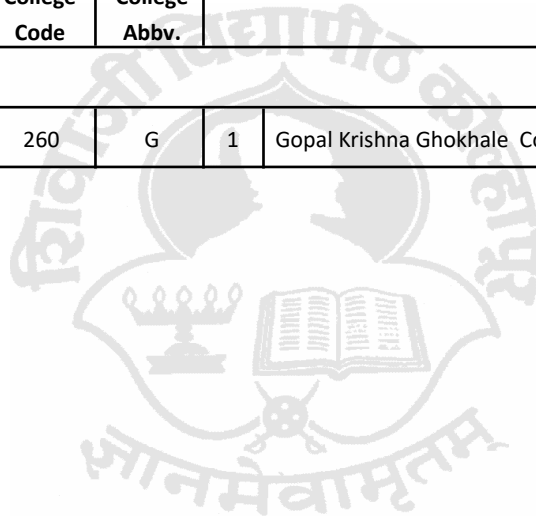 College College
Code Abbv.
260 G 1 Gopal Krishna Ghokhale Co
शिवाजी विद्यापीठ कोल्हापूर
ज्ञानमेवामृतम्